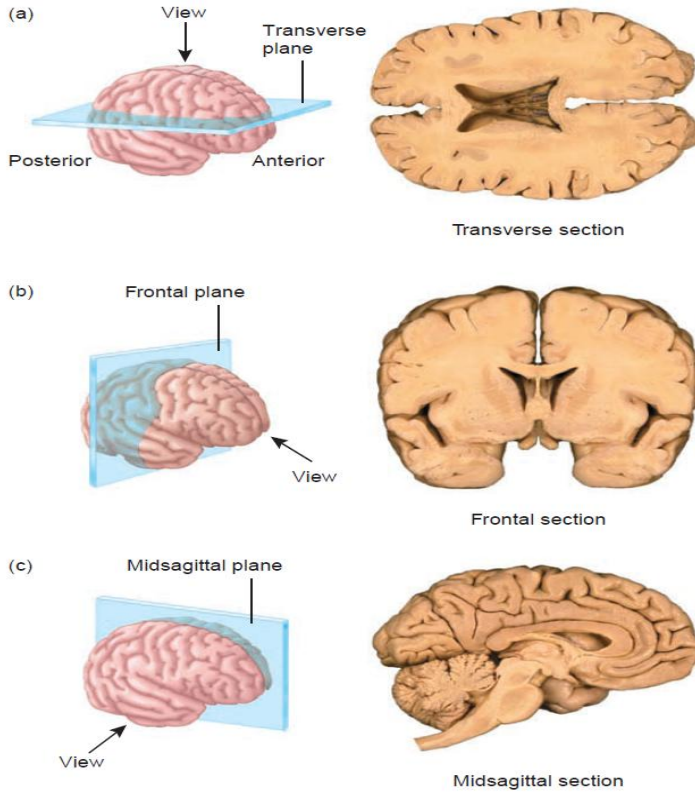 (a)
View
Transverse
plane
Posterior
Anterior
Transverse section
(b)
Frontal plane
View
Frontal section
(c)
Midsagittal plane
View
Midsagittal section